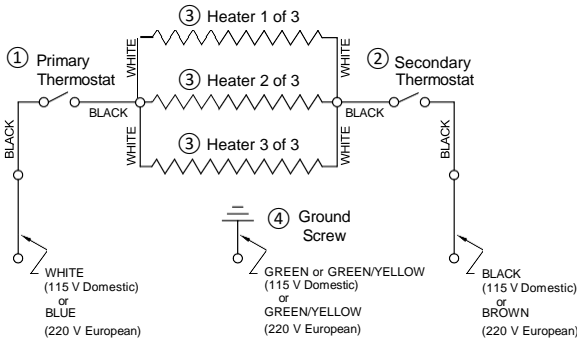 ③ Heater 1 of 3
① Primary
Thermostat
WHITE
WHITE
② Secondary
Thermostat
③ Heater 2 of 3
BLACK
BLACK
BLACK
WHITE
③ Heater 3 of 3
WHITE
BLACK
④ Ground
Screw
WHITE
(115 V Domestic)
or
BLUE
(220 V European)
GREEN or GREEN/YELLOW
(115 V Domestic)
or
GREEN/YELLOW
(220 V European)
BLACK
(115 V Domestic)
or
BROWN
(220 V European)